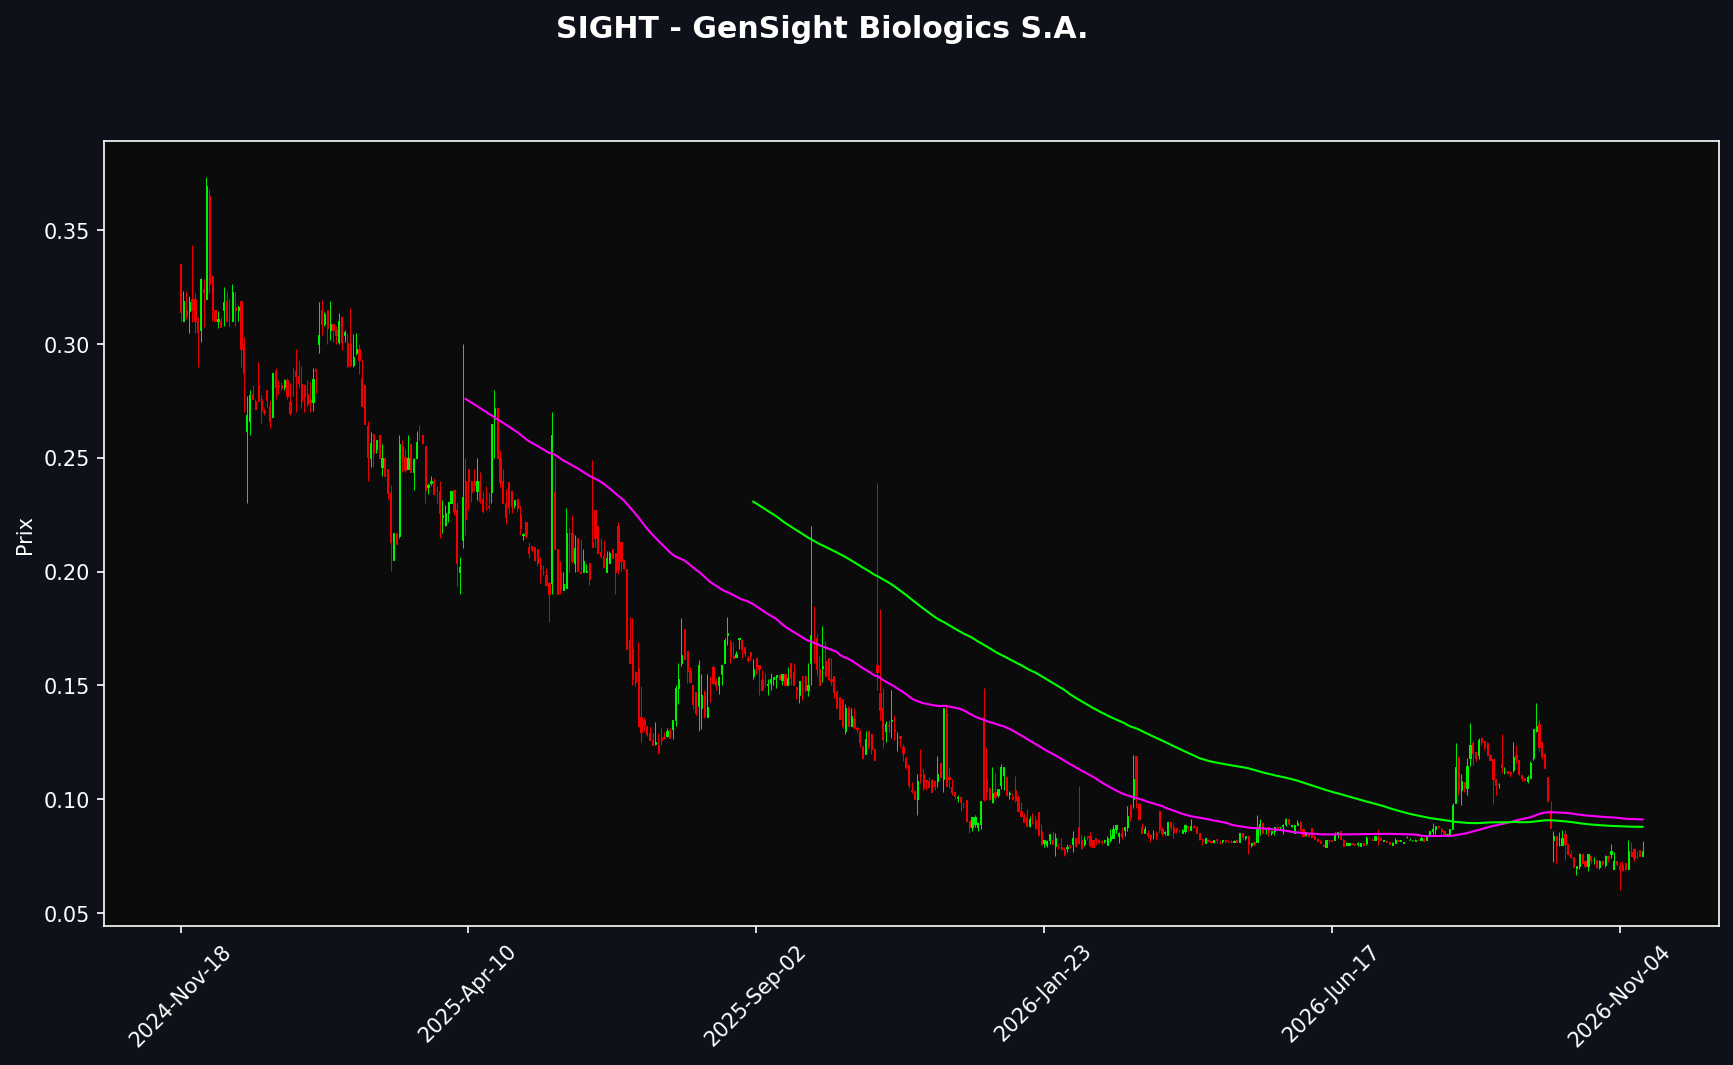 SIGHT - GenSight Biologics S.A.
Prix
0.35
0.30
0.25
0.20
0.15
0.10
0.05
2024-Nov-18
2025-Apr-10
2025-Sep-02
2026-Jan-23
2026-Jun-17
2026-Nov-04